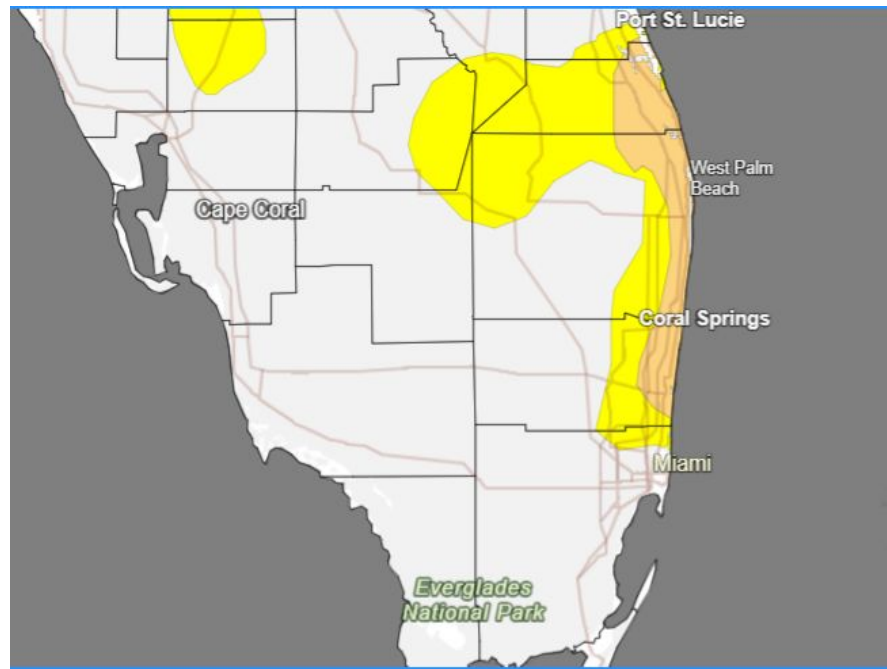 Port St. Lucie
West Palm
Beach
Cape Coral
Coral Springs
Miami
Everglades
National Park